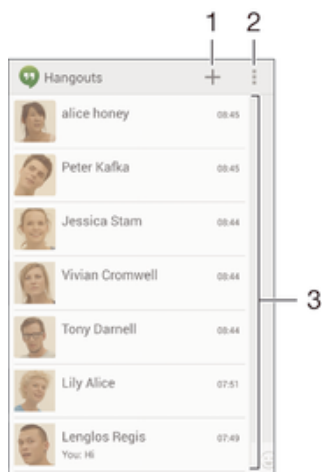 1 2
Hangouts
alice honey 08:45
Peter Kafka 08:45
Jessica Stam 08:44
Vivian Cromwell 08:44
3
Tony Darnell 08:44
Lily Alice 07:51
Lenglos Regis 07:49
You: Hi